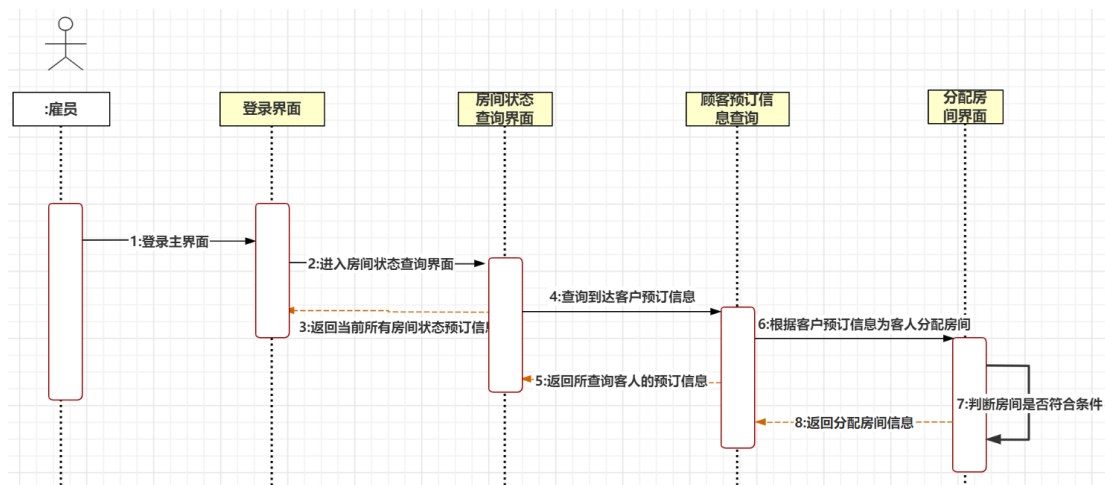 :雇员
登录界面
房间状态
查询界面
顾客预订信
息查询
分配房
间界面
1:登录主界面
2:进入房间状态查询界面
3:返回当前所有房间状态预订信息
4:查询到达客户预订信息
5:返回所查询客人的预订信息
6:根据客户预订信息为客人分配房间
7:判断房间是否符合条件
8:返回分配房间信息